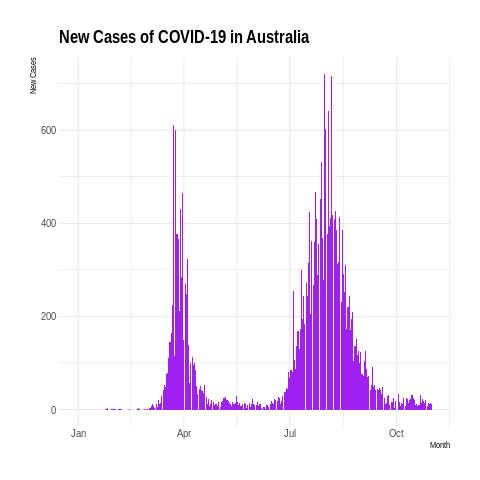 New Cases of COVID-19 in Australia
New Cases
600
400
200
0
Jan Apr Jul Oct
Month